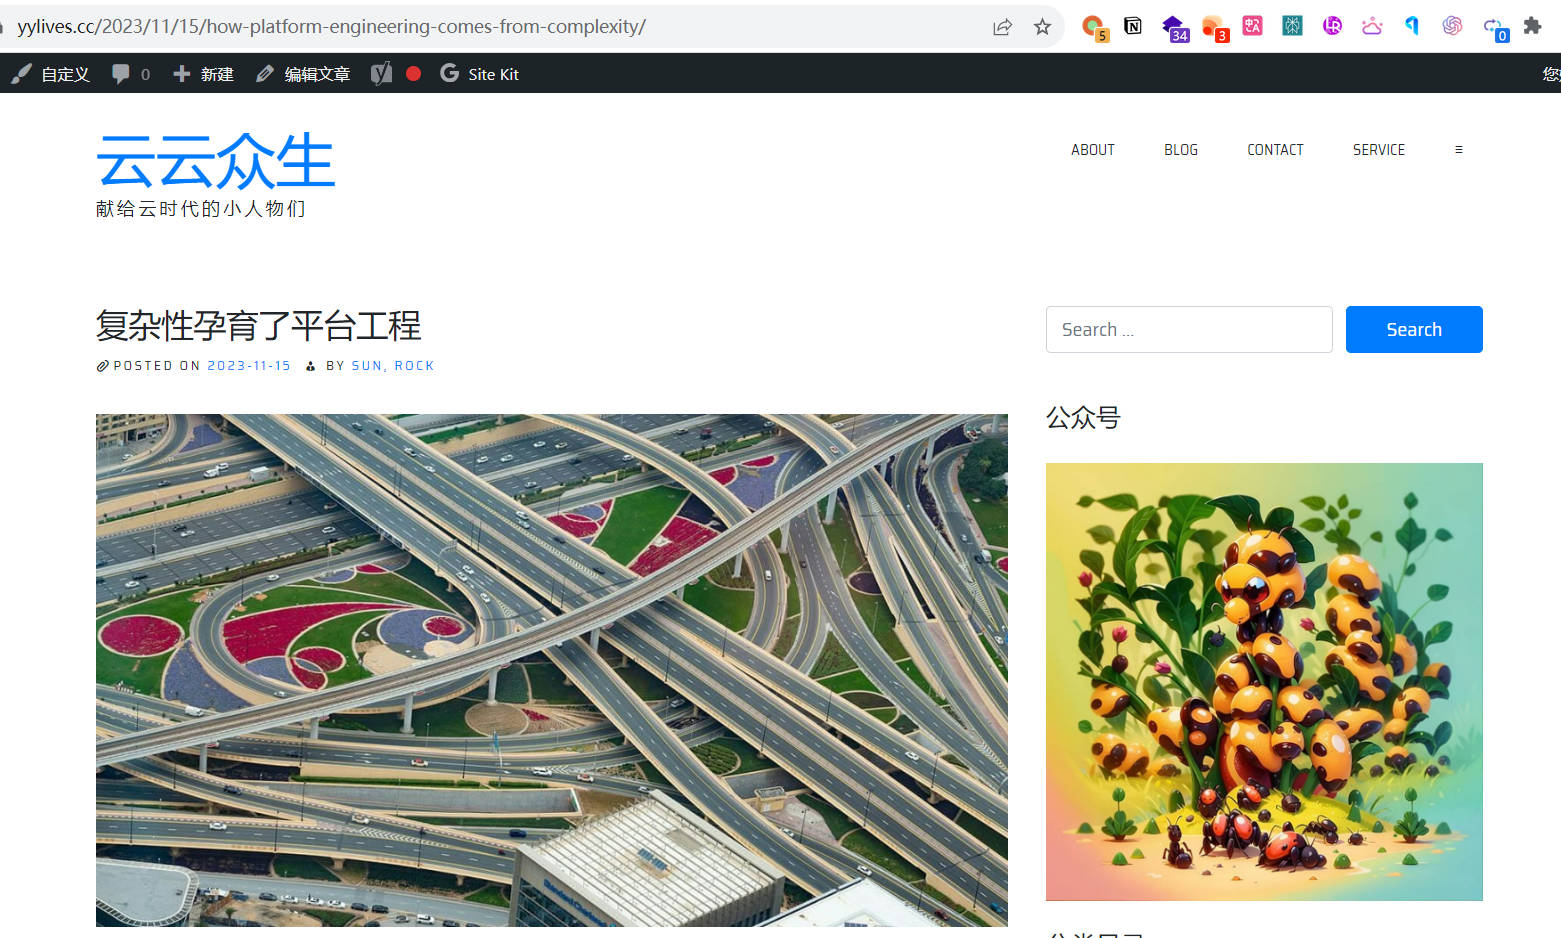 yylives.cc/2023/11/15/how-platform-engineering-comes-from-complexity/
5
34
3
0
自定义 0 新建 编辑文章 Site Kit
云云众生
献给云时代的小人物们
ABOUT BLOG CONTACT SERVICE ≡
复杂性孕育了平台工程
POSTED ON 2023-11-15 BY SUN, ROCK
Search …
Search
公众号